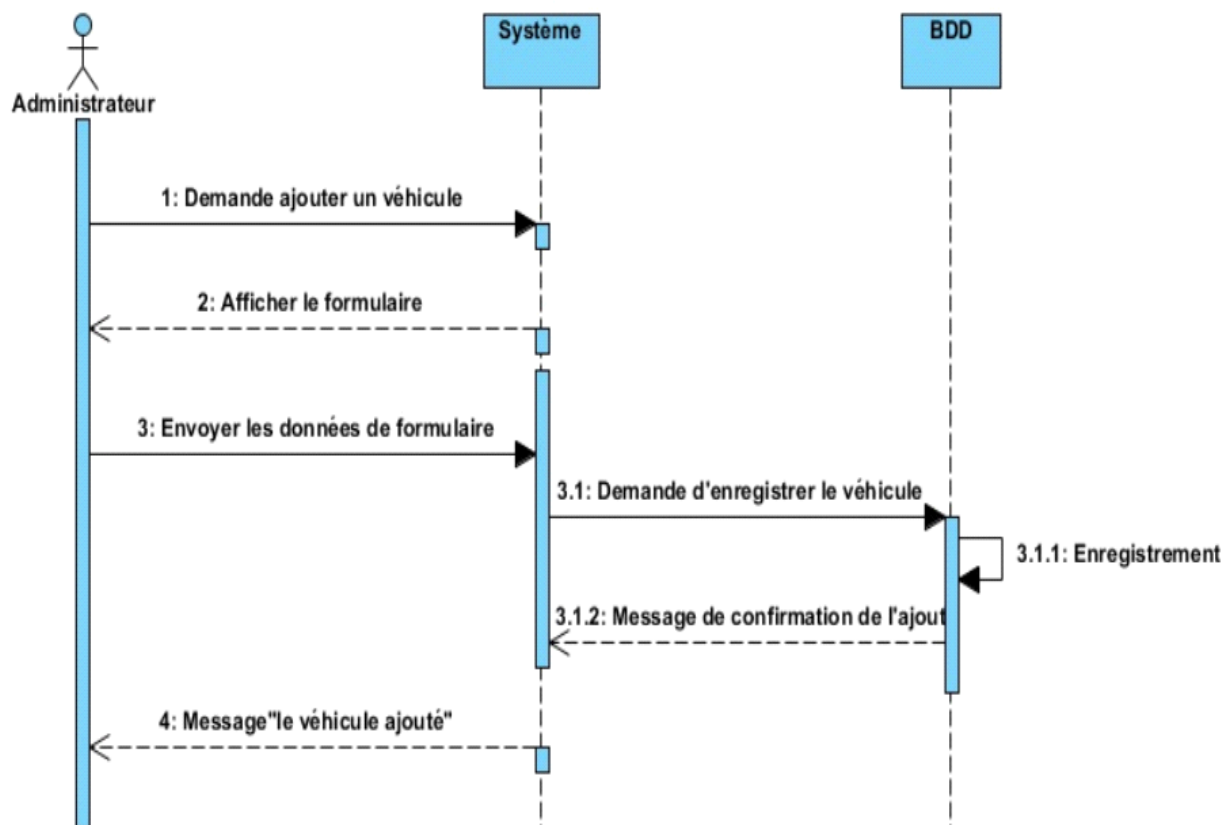 Système
BDD
Administrateur
1: Demande ajouter un véhicule
2: Afficher le formulaire
3: Envoyer les données de formulaire
3.1: Demande d'enregistrer le véhicule
3.1.1: Enregistrement
3.1.2: Message de confirmation de l'ajout
4: Message"le véhicule ajouté"